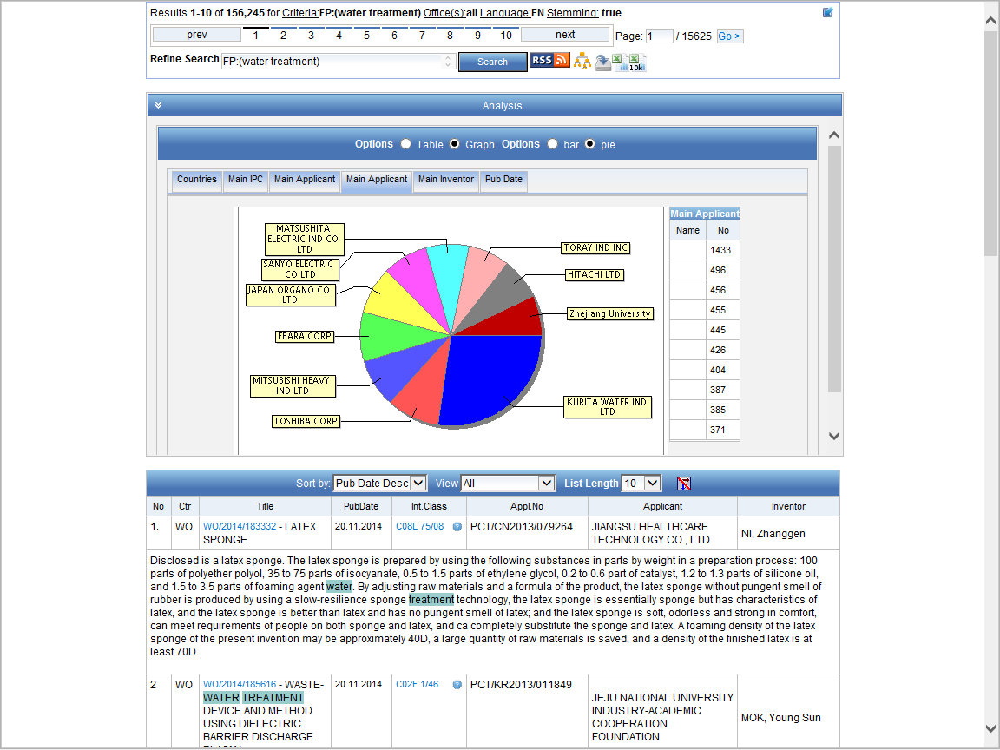 Results 1-10 of 156,245 for Criteria:FP:(water treatment) Office(s):all Language:EN Stemming: true
prev 1 2 3 4 5 6 7 8 9 10 next Page: 1 / 15625 Go >
Refine Search FP:(water treatment) Search RSS 10k
Analysis
Options Table Graph Options bar pie
Countries Main IPC Main Applicant Main Applicant Main Inventor Pub Date
MATSUSHITA
ELECTRIC IND CO
LTD
SANYO ELECTRIC
CO LTD
JAPAN ORGANO CO
LTD
EBARA CORP
MITSUBISHI HEAVY
IND LTD
TOSHIBA CORP
TORAY IND INC
HITACHI LTD
Zhejiang University
KURITA WATER IND
LTD
Main Applicant
Name No
1433
496
456
455
445
426
404
387
385
371
Sort by: Pub Date Desc View All List Length 10
No Ctr Title PubDate Int.Class Appl.No Applicant Inventor
1. WO WO/2014/183332 - LATEX
SPONGE 20.11.2014 C08L 75/08 PCT/CN2013/079264 JIANGSU HEALTHCARE
TECHNOLOGY CO., LTD NI, Zhanggen
Disclosed is a latex sponge. The latex sponge is prepared by using the following substances in parts by weight in a preparation process: 100
parts of polyether polyol, 35 to 75 parts of isocyanate, 0.5 to 1.5 parts of ethylene glycol, 0.2 to 0.6 part of catalyst, 1.2 to 1.3 parts of silicone oil,
and 1.5 to 3.5 parts of foaming agent water. By adjusting raw materials and a formula of the product, the latex sponge without pungent smell of
rubber is produced by using a slow-resilience sponge treatment technology, the latex sponge is essentially sponge but has characteristics of
latex, and the latex sponge is better than latex and has no pungent smell of latex; and the latex sponge is soft, odorless and strong in comfort,
can meet requirements of people on both sponge and latex, and ca completely substitute the sponge and latex. A foaming density of the latex
sponge of the present invention may be approximately 40D, a large quantity of raw materials is saved, and a density of the finished latex is at
least 70D.
2. WO WO/2014/185616 - WASTE-
WATER TREATMENT
DEVICE AND METHOD
USING DIELECTRIC
BARRIER DISCHARGE
PLASMA
20.11.2014 C02F 1/46 PCT/KR2013/011849
JEJU NATIONAL UNIVERSITY
INDUSTRY-ACADEMIC
COOPERATION
FOUNDATION
MOK, Young Sun